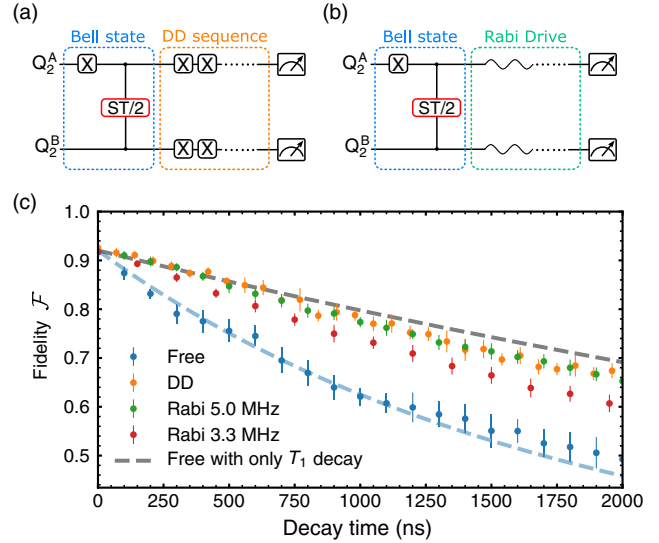 (a)
Bell state DD sequence
Q₂ᴬ X X X
ST/2
Q₂ᴮ X X
(b)
Bell state Rabi Drive
Q₂ᴬ X
ST/2
Q₂ᴮ
(c)
1.0
0.9
0.8
0.7
0.6
0.5
Fidelity ℱ
Free
DD
Rabi 5.0 MHz
Rabi 3.3 MHz
Free with only T₁ decay
0 250 500 750 1000 1250 1500 1750 2000
Decay time (ns)